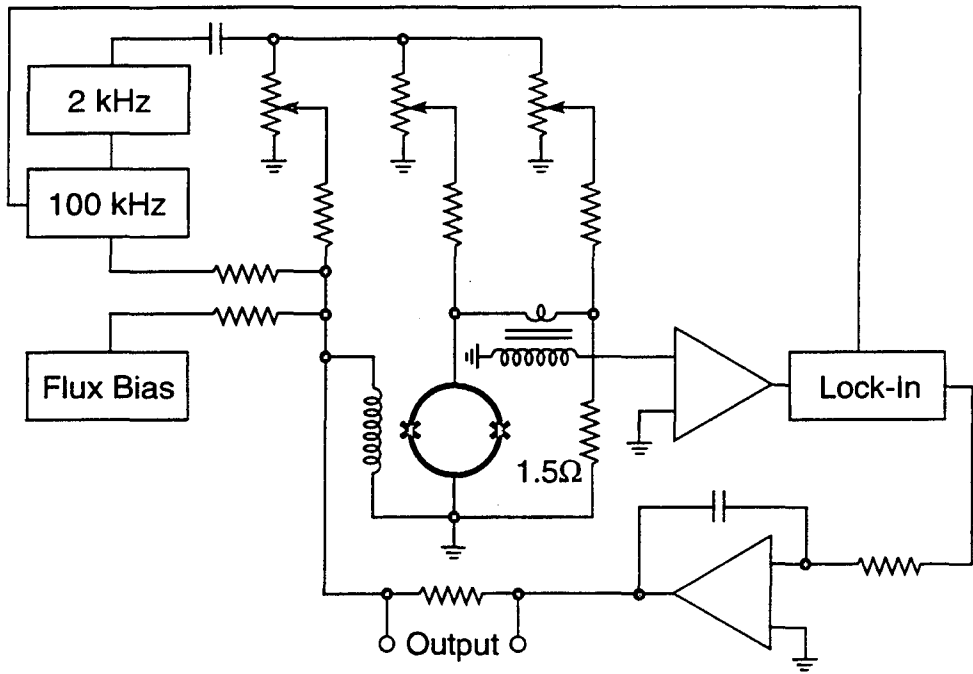 2 kHz
100 kHz
Flux Bias
Lock-In
1.5Ω
Output